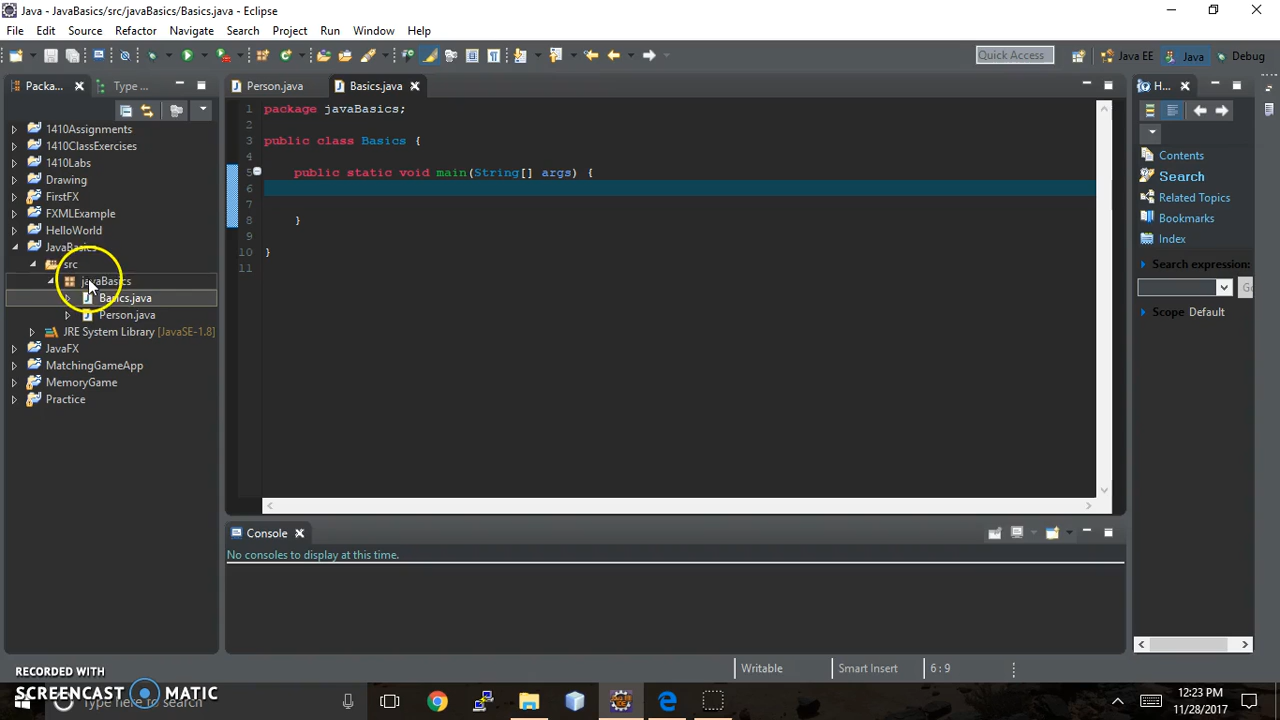 Java - JavaBasics/src/javaBasics/Basics.java - Eclipse
File Edit Source Refactor Navigate Search Project Run Window Help
Quick Access
Java EE
Java
Debug
Packa...
Type ...
1410Assignments
1410ClassExercises
1410Labs
Drawing
FirstFX
FXMLExample
HelloWorld
JavaBasics
src
javaBasics
Basics.java
Person.java
JRE System Library [JavaSE-1.8]
JavaFX
MatchingGameApp
MemoryGame
Practice
Person.java
Basics.java
1 package javaBasics;
2
3 public class Basics {
4
5 public static void main(String[] args) {
6
7
8 }
9
10 }
11
Console
No consoles to display at this time.
H...
Contents
Search
Related Topics
Bookmarks
Index
Search expression:
Go
Scope Default
Writable
Smart Insert
6 : 9
RECORDED WITH
SCREENCAST MATIC
Type here to search
12:23 PM
11/28/2017